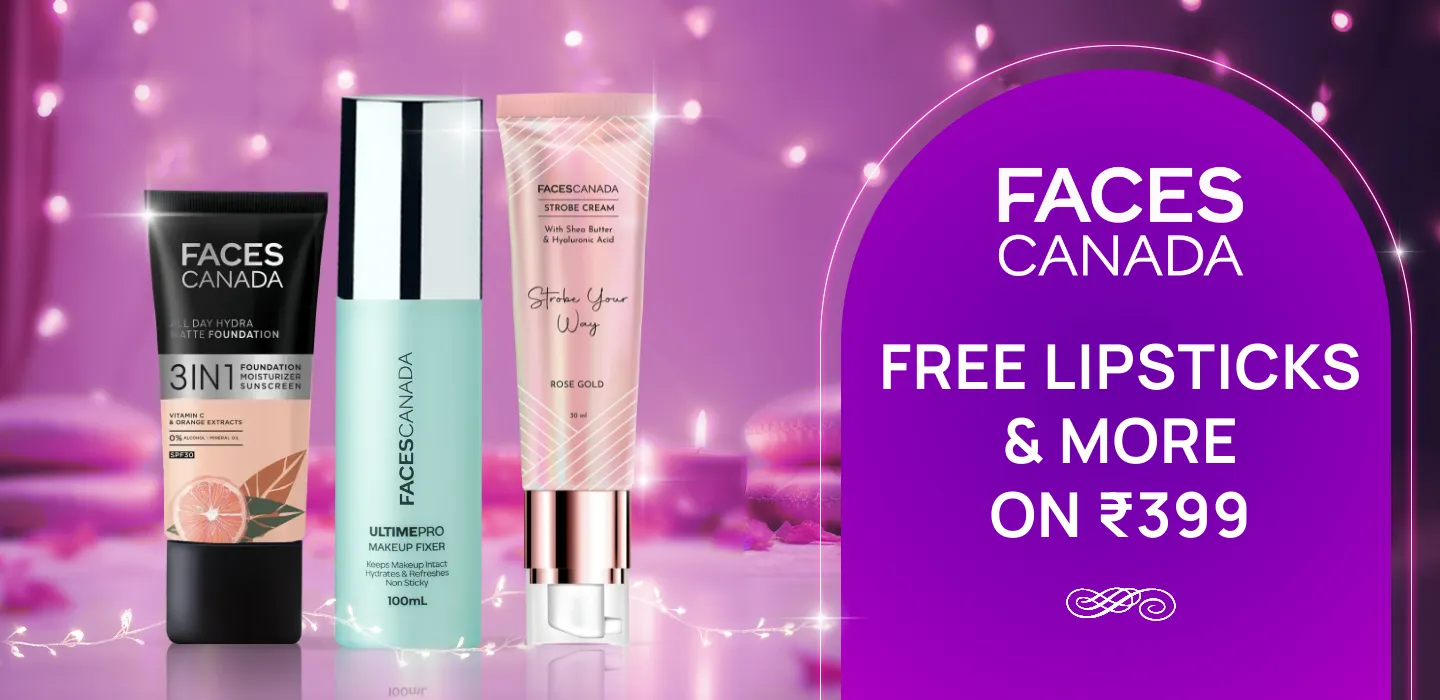 FACES
CANADA
ALL DAY HYDRA
MATTE FOUNDATION
3IN1
FOUNDATION
MOISTURIZER
SUNSCREEN
VITAMIN C
& ORANGE EXTRACTS
0% ALCOHOL | MINERAL OIL
SPF30
FACESCANADA
ULTIMEPRO
MAKEUP FIXER
Keeps Makeup Intact
Hydrates & Refreshes
Non Sticky
100mL
100mL
FACESCANADA
STROBE CREAM
With Shea Butter
& Hyaluronic Acid
Strobe Your
Way
ROSE GOLD
30 ml
FACES
CANADA
FREE LIPSTICKS
& MORE
ON ₹399